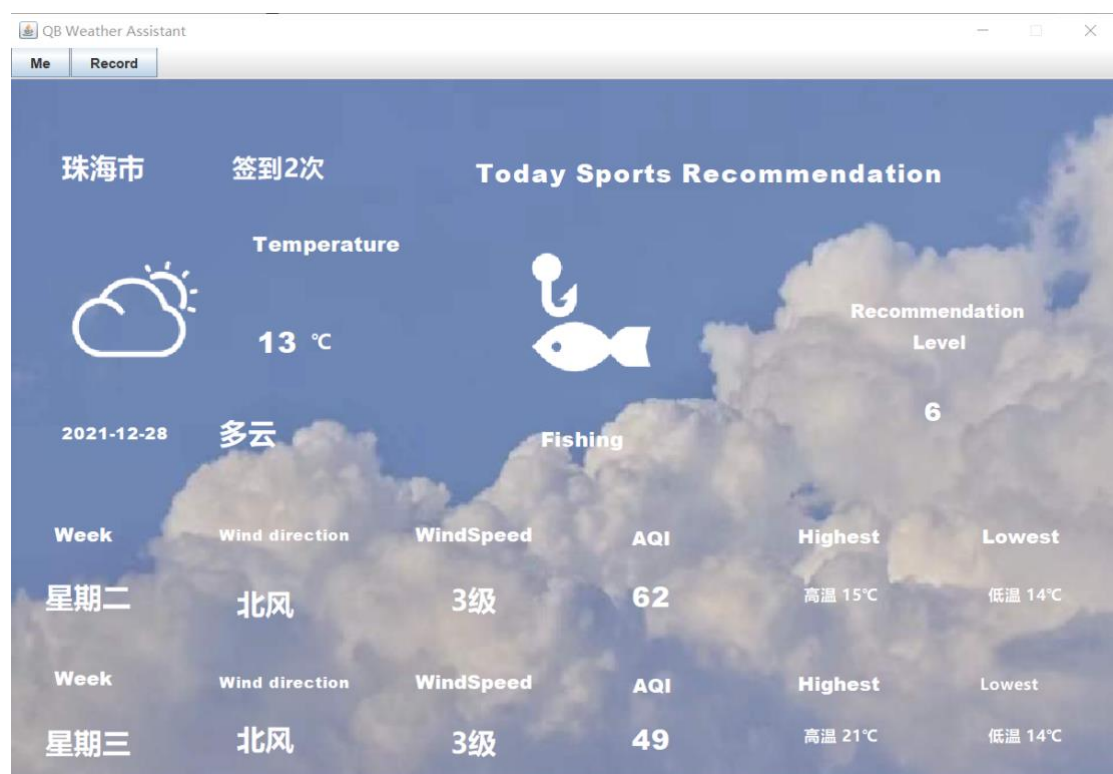 QB Weather Assistant
Me Record
珠海市 签到2次 Today Sports Recommendation
Temperature
Recommendation
13 ℃ Level
6
2021-12-28 多云 Fishing
Week Wind direction WindSpeed AQI Highest Lowest
星期二 北风 3级 62 高温 15℃ 低温 14℃
Week Wind direction WindSpeed AQI Highest Lowest
星期三 北风 3级 49 高温 21℃ 低温 14℃